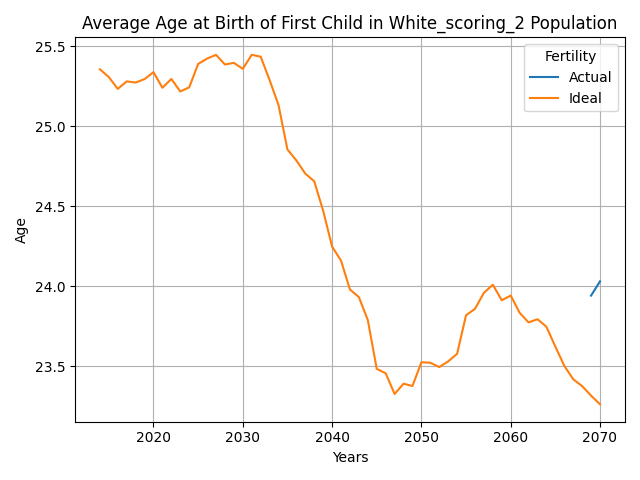 Average Age at Birth of First Child in White_scoring_2 Population
Fertility
Actual
Ideal
25.5
25.0
24.5
24.0
23.5
Age
2020
2030
2040
2050
2060
2070
Years